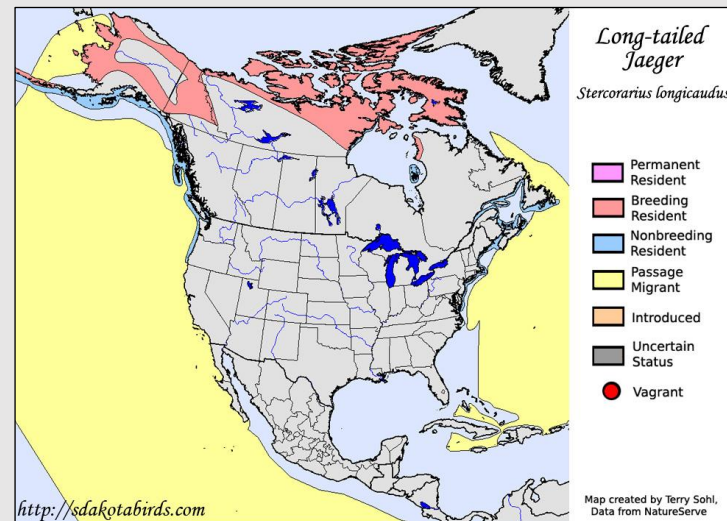 Long-tailed
Jaeger
Stercorarius longicaudus
Permanent
Resident
Breeding
Resident
Nonbreeding
Resident
Passage
Migrant
Introduced
Uncertain
Status
Vagrant
http://sdakotabirds.com
Map created by Terry Sohl,
Data from NatureServe